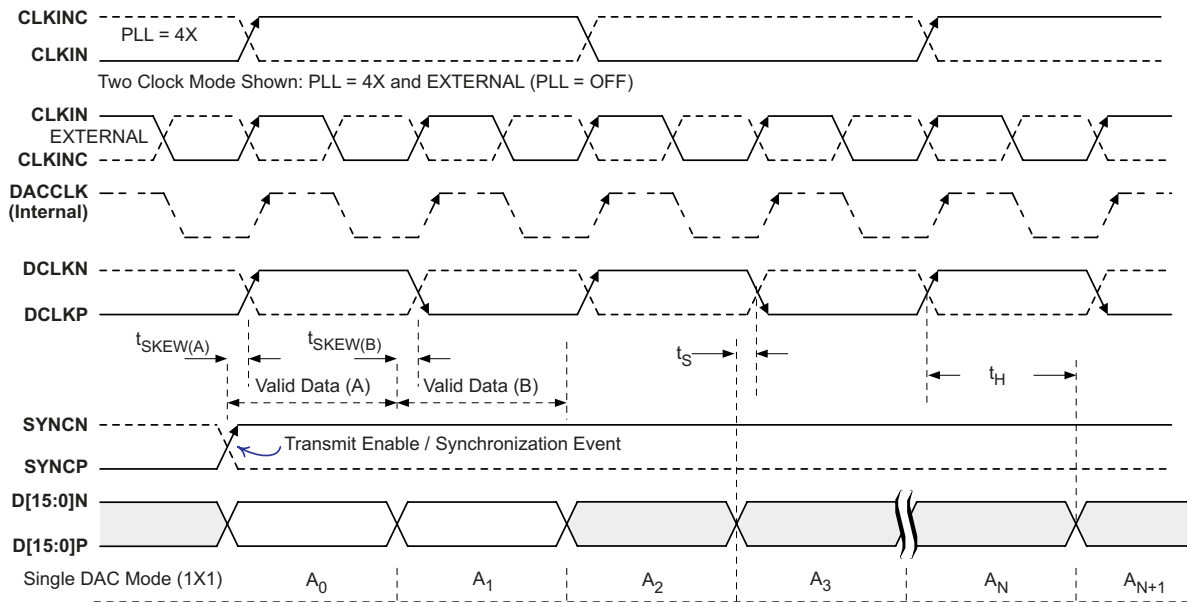 CLKINC
PLL = 4X
CLKIN
Two Clock Mode Shown: PLL = 4X and EXTERNAL (PLL = OFF)
CLKIN
EXTERNAL
CLKINC
DACCLK
(Internal)
DCLKN
DCLKP
tSKEW(A) tSKEW(B) tS tH
Valid Data (A) Valid Data (B)
SYNCN
Transmit Enable / Synchronization Event
SYNCP
D[15:0]N
D[15:0]P
Single DAC Mode (1X1) A0 A1 A2 A3 AN AN+1